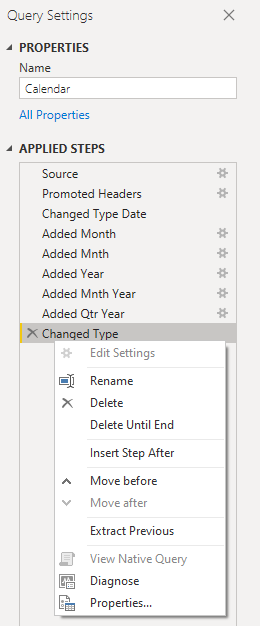 Query Settings
PROPERTIES
Name
Calendar
All Properties
APPLIED STEPS
Source
Promoted Headers
Changed Type Date
Added Month
Added Mnth
Added Year
Added Mnth Year
Added Qtr Year
Changed Type
Edit Settings
Rename
Delete
Delete Until End
Insert Step After
Move before
Move after
Extract Previous
View Native Query
Diagnose
Properties...